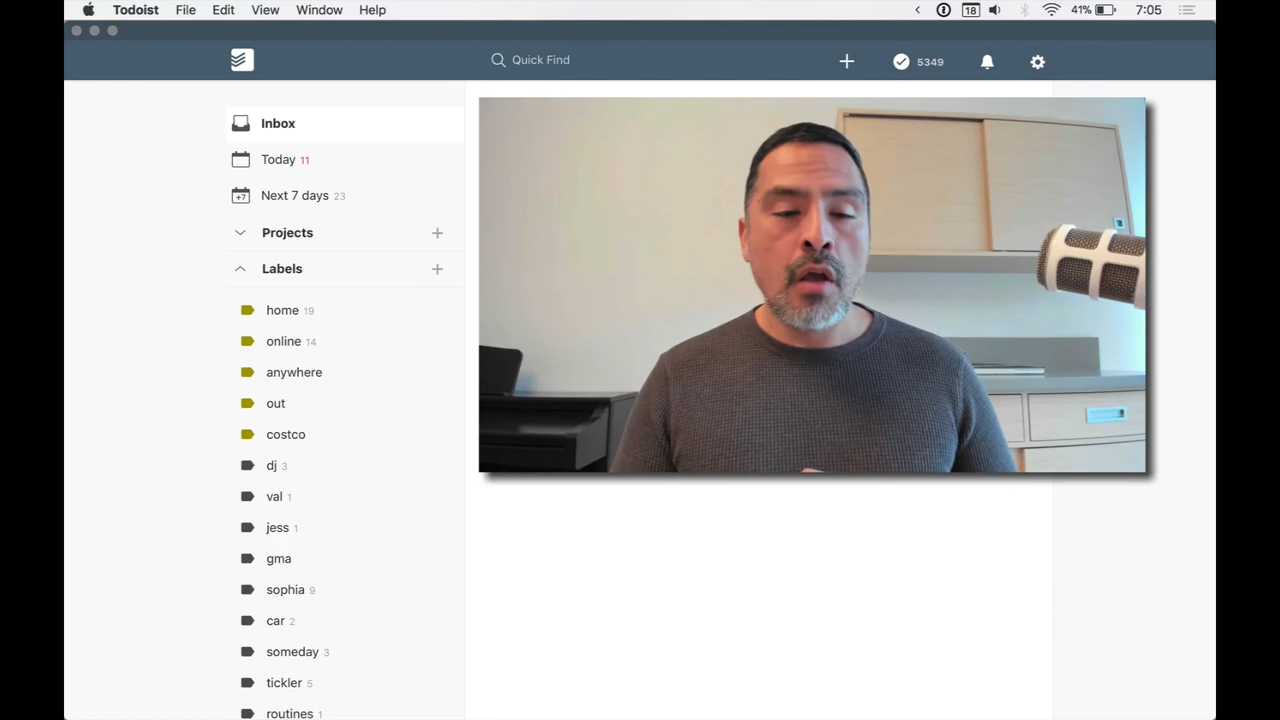 Todoist File Edit View Window Help 18 41% 7:05
Quick Find 5349
Inbox
Today 11
+7 Next 7 days 23
Projects
Labels
home 19
online 14
anywhere
out
costco
dj 3
val 1
jess 1
gma
sophia 9
car 2
someday 3
tickler 5
routines 1